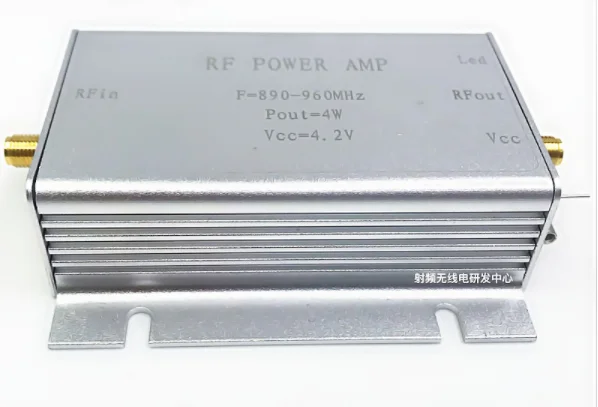 RF POWER AMP
Led
RFin
F=890-960MHz
RFout
Pout=4W
Vcc=4.2V
Vcc
射频无线电研发中心